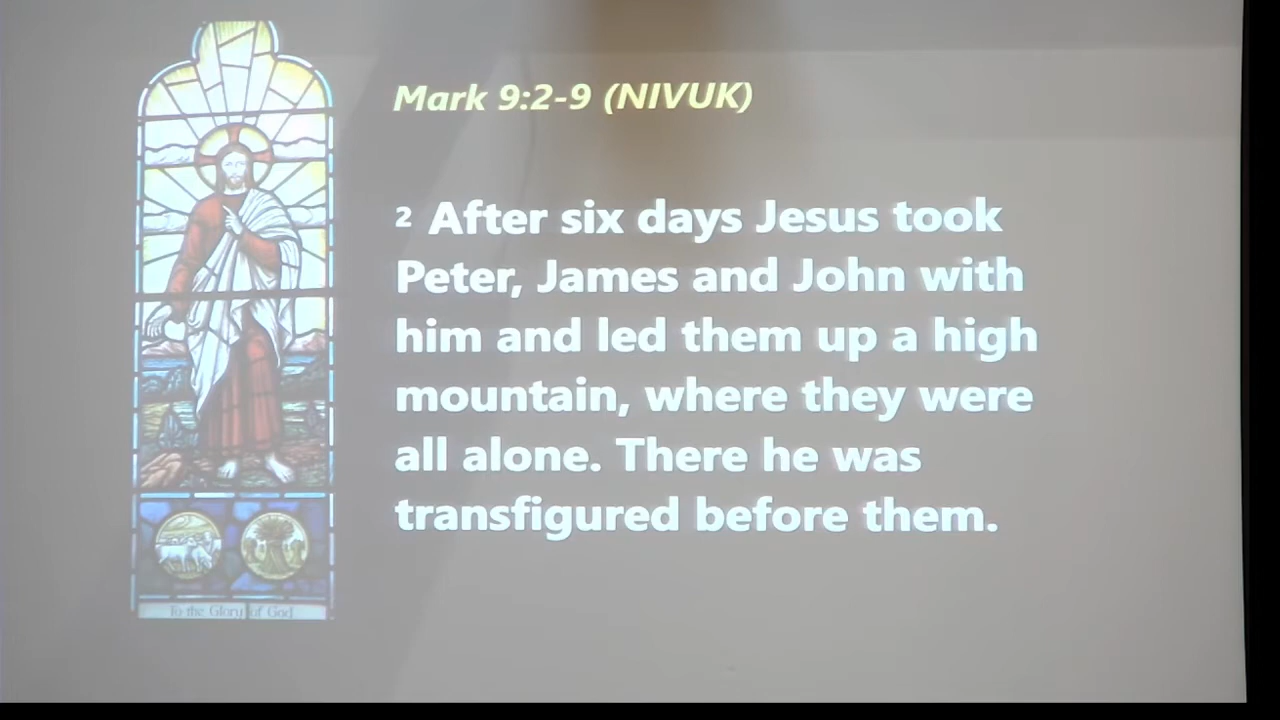 Mark 9:2-9 (NIVUK)
2 After six days Jesus took
Peter, James and John with
him and led them up a high
mountain, where they were
all alone. There he was
transfigured before them.
To the Glory of God